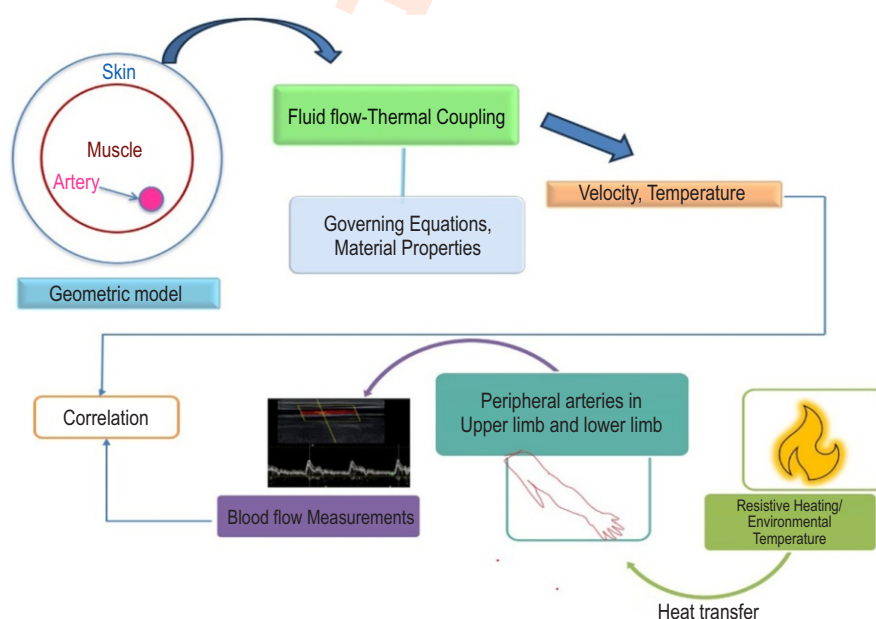 Skin
Muscle
Artery
Geometric model
Fluid flow-Thermal Coupling
Governing Equations,
Material Properties
Velocity, Temperature
Correlation
Blood flow Measurements
Peripheral arteries in
Upper limb and lower limb
Resistive Heating/
Environmental
Temperature
Heat transfer